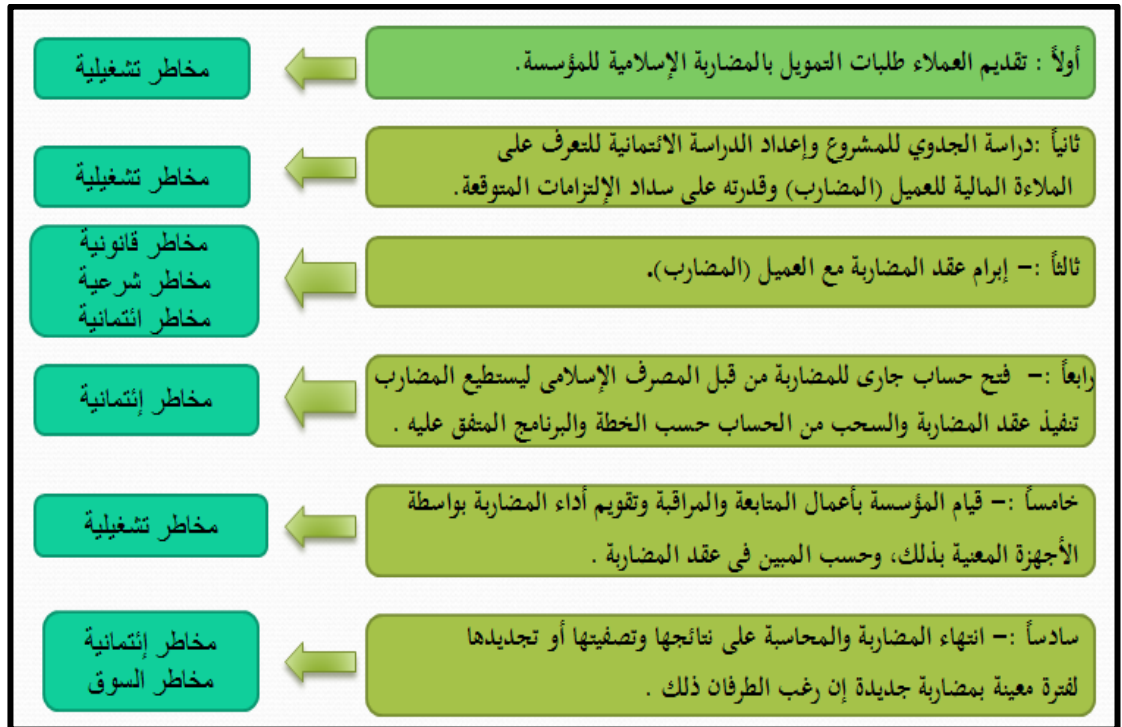 أولاً : تقديم العملاء طلبات التمويل بالمضاربة الإسلامية للمؤسسة.
مخاطر تشغيلية
ثانياً :دراسة الجدوي للمشروع وإعداد الدراسة الائتمانية للتعرف على
الملاءة المالية للعميل (المضارب) وقدرته على سداد الإلتزامات المتوقعة.
مخاطر تشغيلية
ثالثاً :– إبرام عقد المضاربة مع العميل (المضارب).
مخاطر قانونية
مخاطر شرعية
مخاطر ائتمانية
رابعاً :– فتح حساب جارى للمضاربة من قبل المصرف الإسلامى ليستطيع المضارب
تنفيذ عقد المضاربة والسحب من الحساب حسب الخطة والبرنامج المتفق عليه .
مخاطر إئتمانية
خامساً :– قيام المؤسسة بأعمال المتابعة والمراقبة وتقويم أداء المضاربة بواسطة
الأجهزة المعنية بذلك، وحسب المبين فى عقد المضاربة .
مخاطر تشغيلية
سادساً :– انتهاء المضاربة والمحاسبة على نتائجها وتصفيتها أو تجديدها
لفترة معينة بمضاربة جديدة إن رغب الطرفان ذلك .
مخاطر إئتمانية
مخاطر السوق